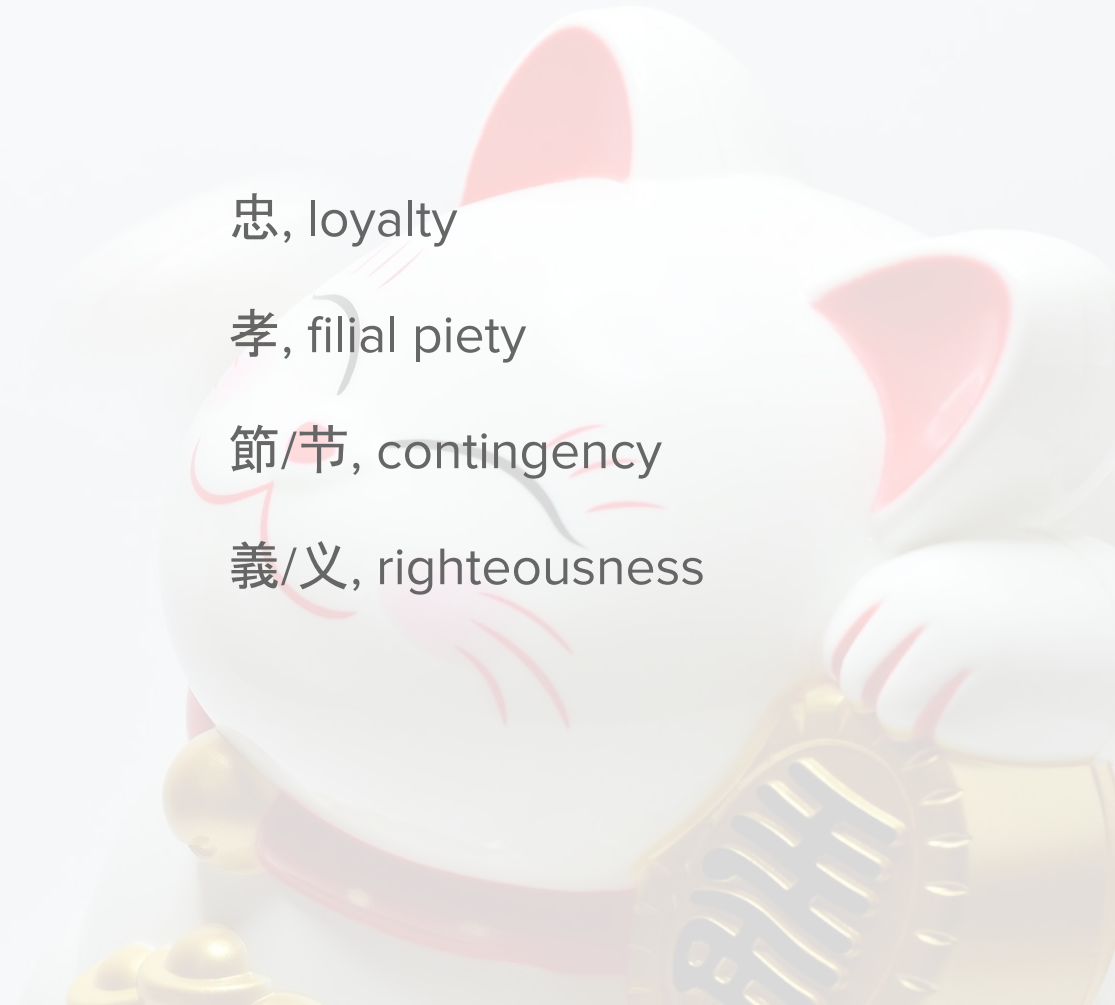 忠, loyalty
孝, filial piety
節/节, contingency
義/义, righteousness